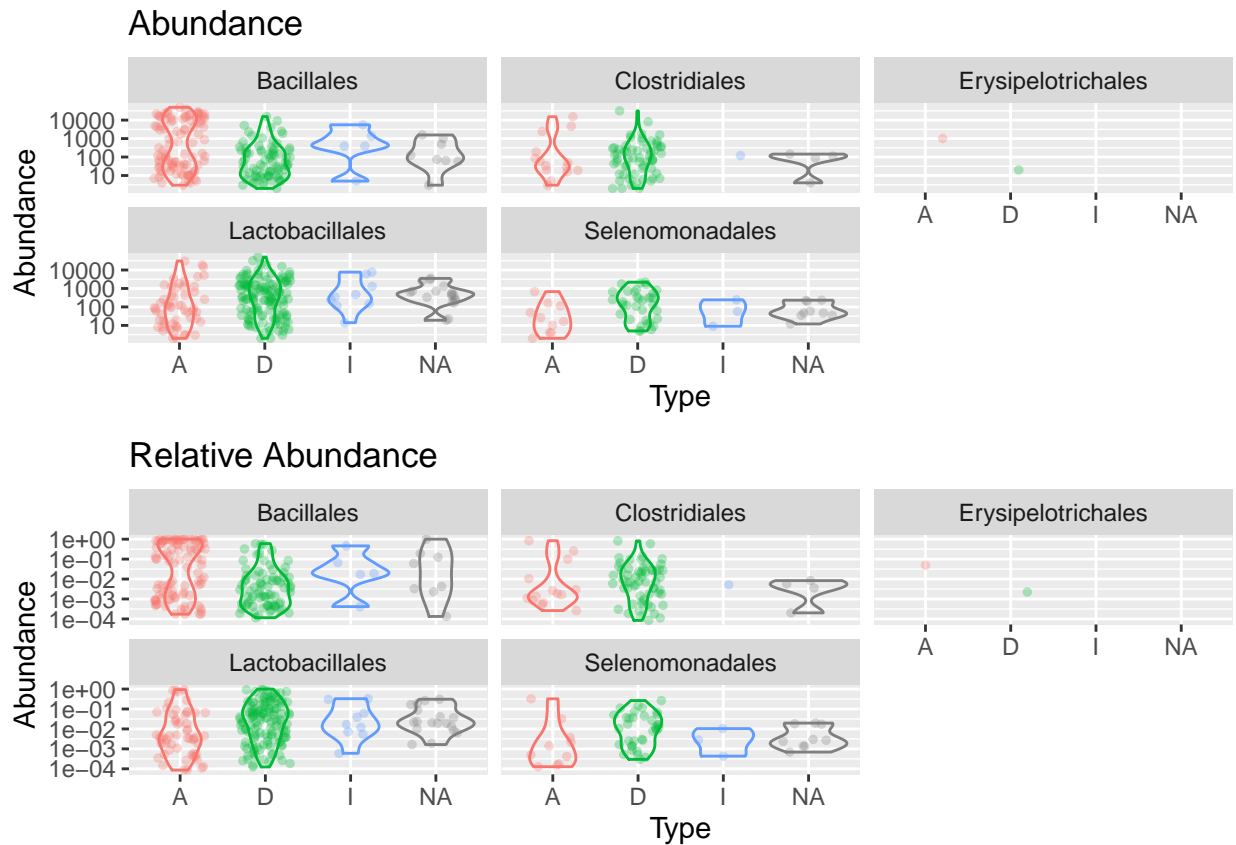 Abundance
Bacillales Clostridiales Erysipelotrichales
10000
1000
100
10
A D I NA
Lactobacillales Selenomonadales
10000
1000
100
10
A D I NA A D I NA
Abundance
Type
Relative Abundance
Bacillales Clostridiales Erysipelotrichales
1e+00
1e−01
1e−02
1e−03
1e−04
A D I NA
Lactobacillales Selenomonadales
1e+00
1e−01
1e−02
1e−03
1e−04
A D I NA A D I NA
Abundance
Type